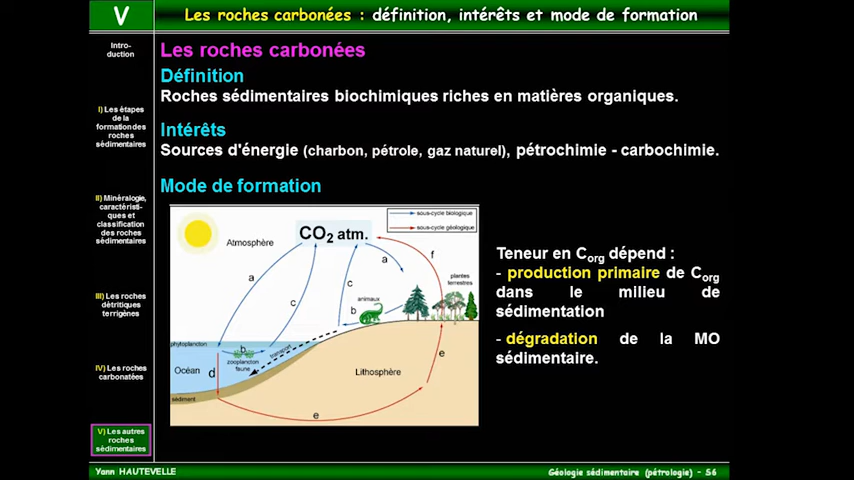 V
Les roches carbonées : définition, intérêts et mode de formation
Intro-
duction
I) Les étapes
de la
formation des
roches
sédimentaires
II) Minéralogie,
caractéristi-
ques et
classification
des roches
sédimentaires
III) Les roches
détritiques
terrigènes
IV) Les roches
carbonatées
V) Les autres
roches
sédimentaires
Les roches carbonées
Définition
Roches sédimentaires biochimiques riches en matières organiques.
Intérêts
Sources d'énergie (charbon, pétrole, gaz naturel), pétrochimie - carbochimie.
Mode de formation
sous-cycle biologique
sous-cycle géologique
CO2 atm.
Atmosphère
a
a
f
c
c
plantes
terrestres
animaux
b
phytoplancton
b
zooplancton
faune
transport
Océan
d
Lithosphère
e
sédiment
e
Teneur en Corg dépend :
- production primaire de Corg
dans le milieu de
sédimentation
- dégradation de la MO
sédimentaire.
Yann HAUTEVELLE
Géologie sédimentaire (pétrologie) - 56